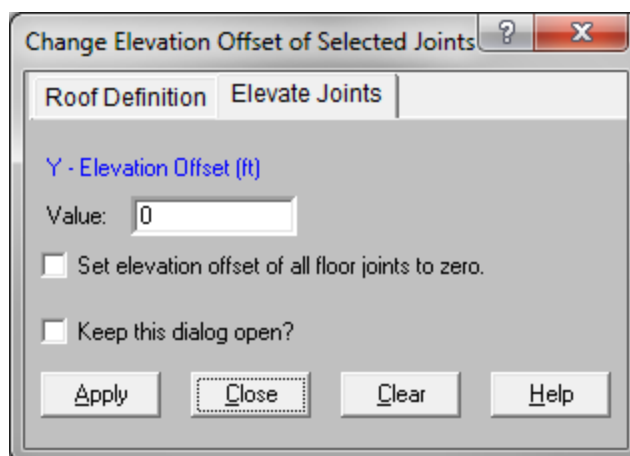 Change Elevation Offset of Selected Joints ? X
Roof Definition Elevate Joints
Y - Elevation Offset (ft)
Value: 0
Set elevation offset of all floor joints to zero.
Keep this dialog open?
Apply Close Clear Help